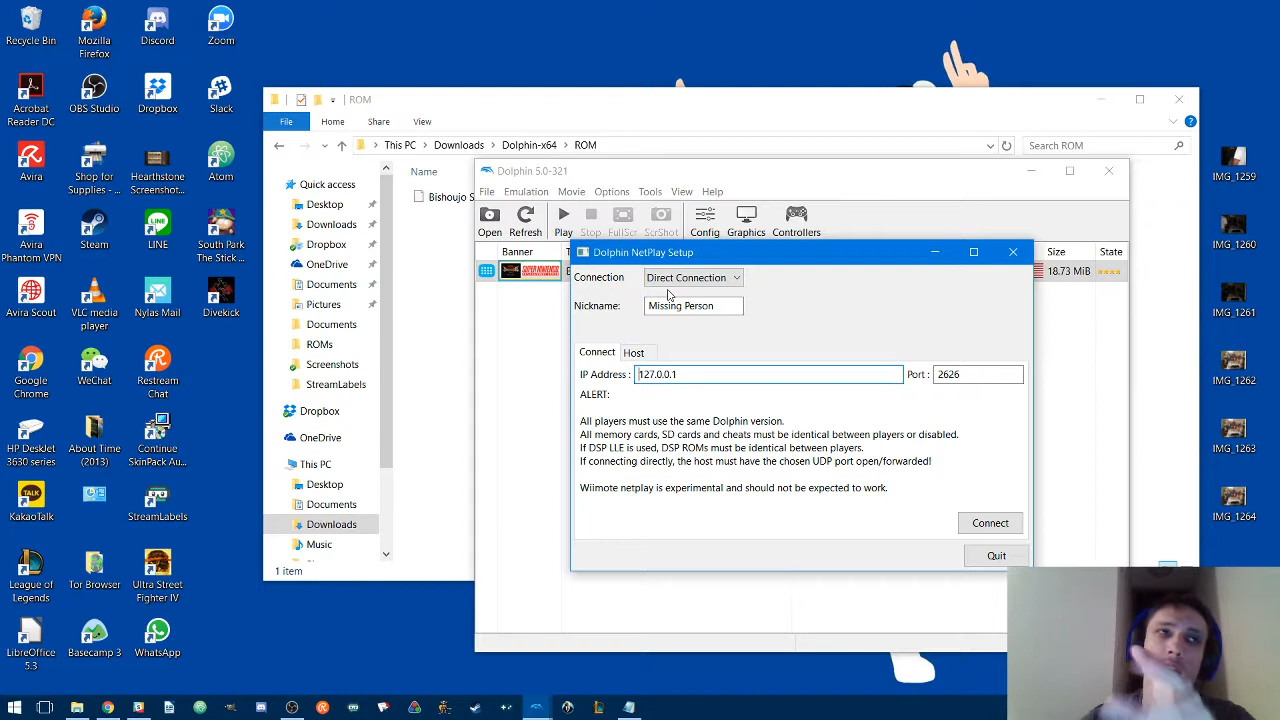 Recycle Bin
Mozilla
Firefox
Discord
Zoom
Acrobat
Reader DC
OBS Studio
Dropbox
Slack
Avira
Shop for
Supplies - ...
Hearthstone
Screenshot...
Atom
Avira
Phantom VPN
Steam
LINE
South Park
The Stick ...
Avira Scout
VLC media
player
Nylas Mail
Divekick
Google
Chrome
WeChat
Restream
Chat
HP DeskJet
3630 series
About Time
(2013)
Continue
SkinPack Au...
KakaoTalk
StreamLabels
League of
Legends
Tor Browser
Ultra Street
Fighter IV
LibreOffice
5.3
Basecamp 3
WhatsApp
ROM
File
Home
Share
View
This PC
Downloads
Dolphin-x64
ROM
Search ROM
Quick access
Desktop
Downloads
Dropbox
OneDrive
Documents
Pictures
Documents
ROMs
Screenshots
StreamLabels
Dropbox
OneDrive
This PC
Desktop
Documents
Downloads
Music
1 item
Name
Bishoujo S
Dolphin 5.0-321
File Emulation Movie Options Tools View Help
Open Refresh Play Stop FullScr ScrShot Config Graphics Controllers
Banner
Size
State
SUPER NINTENDO
18.73 MiB
Dolphin NetPlay Setup
Connection
Direct Connection
Nickname:
Missing Person
Connect
Host
IP Address :
127.0.0.1
Port :
2626
ALERT:
All players must use the same Dolphin version.
All memory cards, SD cards and cheats must be identical between players or disabled.
If DSP LLE is used, DSP ROMs must be identical between players.
If connecting directly, the host must have the chosen UDP port open/forwarded!
Wiimote netplay is experimental and should not be expected to work.
Connect
Quit
IMG_1259
IMG_1260
IMG_1261
IMG_1262
IMG_1263
IMG_1264